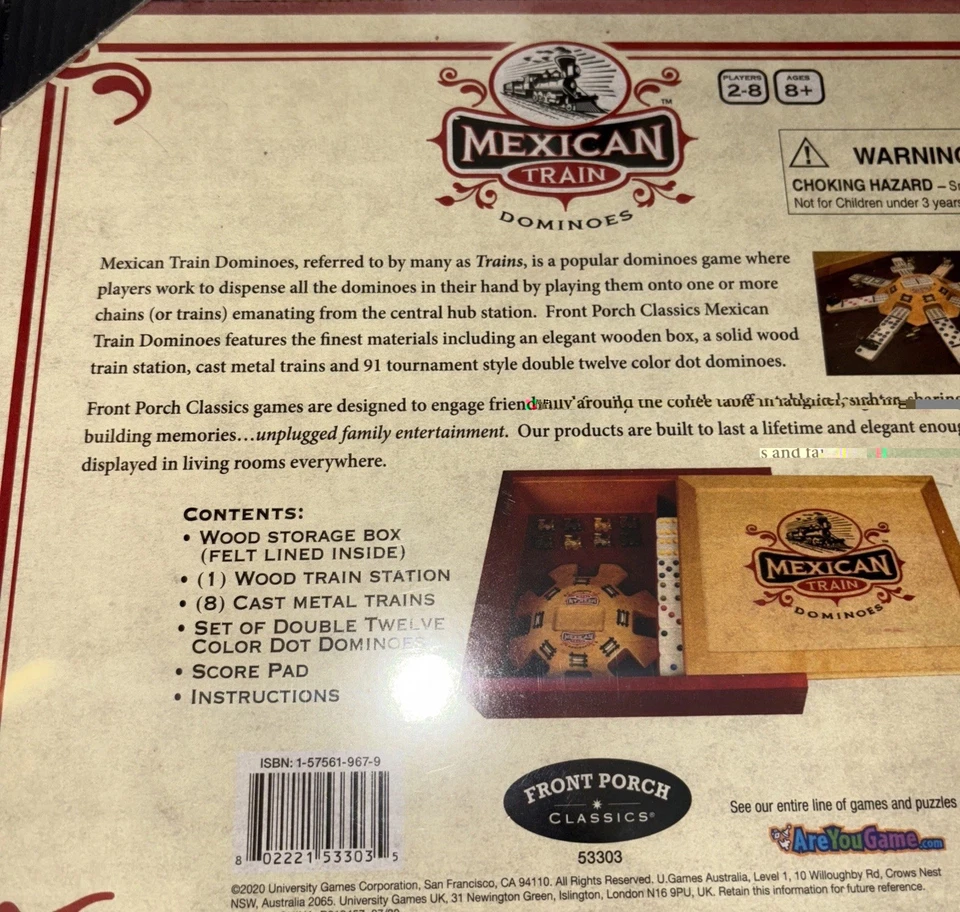 MEXICAN
TRAIN
DOMINOES
TM
PLAYERS
2-8
AGES
8+
WARNING
CHOKING HAZARD –
Not for Children under 3 years
Mexican Train Dominoes, referred to by many as Trains, is a popular dominoes game where
players work to dispense all the dominoes in their hand by playing them onto one or more
chains (or trains) emanating from the central hub station. Front Porch Classics Mexican
Train Dominoes features the finest materials including an elegant wooden box, a solid wood
train station, cast metal trains and 91 tournament style double twelve color dot dominoes.
Front Porch Classics games are designed to engage
building memories...unplugged family entertainment. Our products are built to last a lifetime and elegant
displayed in living rooms everywhere.
s and
CONTENTS:
• WOOD STORAGE BOX
(FELT LINED INSIDE)
• (1) WOOD TRAIN STATION
• (8) CAST METAL TRAINS
• SET OF DOUBLE TWELVE
COLOR DOT DOMINOES
• SCORE PAD
• INSTRUCTIONS
MEXICAN
TRAIN
DOMINOES
ISBN: 1-57561-967-9
8 02221 53303 5
FRONT PORCH
CLASSICS®
53303
See our entire line of games and puzzles
AreYouGame.com
©2020 University Games Corporation, San Francisco, CA 94110. All Rights Reserved. U.Games Australia, Level 1, 10 Willoughby Rd, Crows Nest
NSW, Australia 2065. University Games UK, 31 Newington Green, Islington, London N16 9PU, UK. Retain this information for future reference.